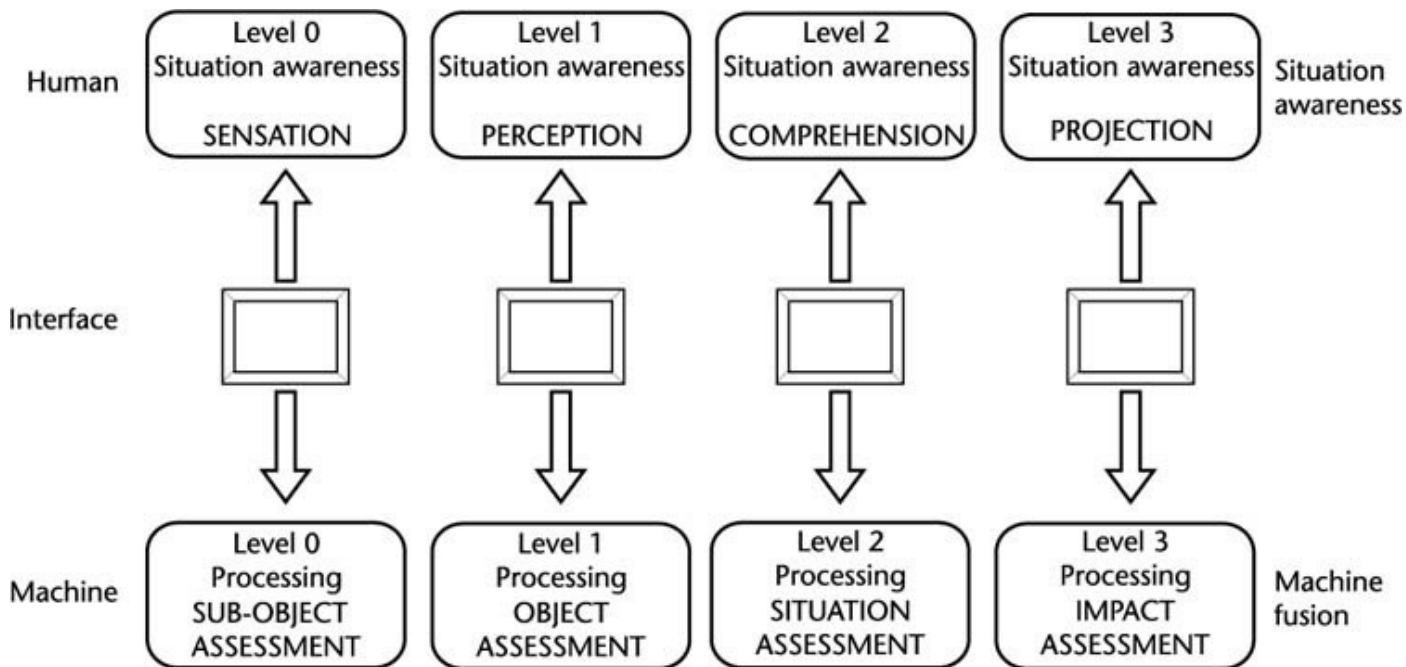 Human
Level 0
Situation awareness
SENSATION
Level 1
Situation awareness
PERCEPTION
Level 2
Situation awareness
COMPREHENSION
Level 3
Situation awareness
PROJECTION
Situation
awareness
Interface
Machine
Level 0
Processing
SUB-OBJECT
ASSESSMENT
Level 1
Processing
OBJECT
ASSESSMENT
Level 2
Processing
SITUATION
ASSESSMENT
Level 3
Processing
IMPACT
ASSESSMENT
Machine
fusion